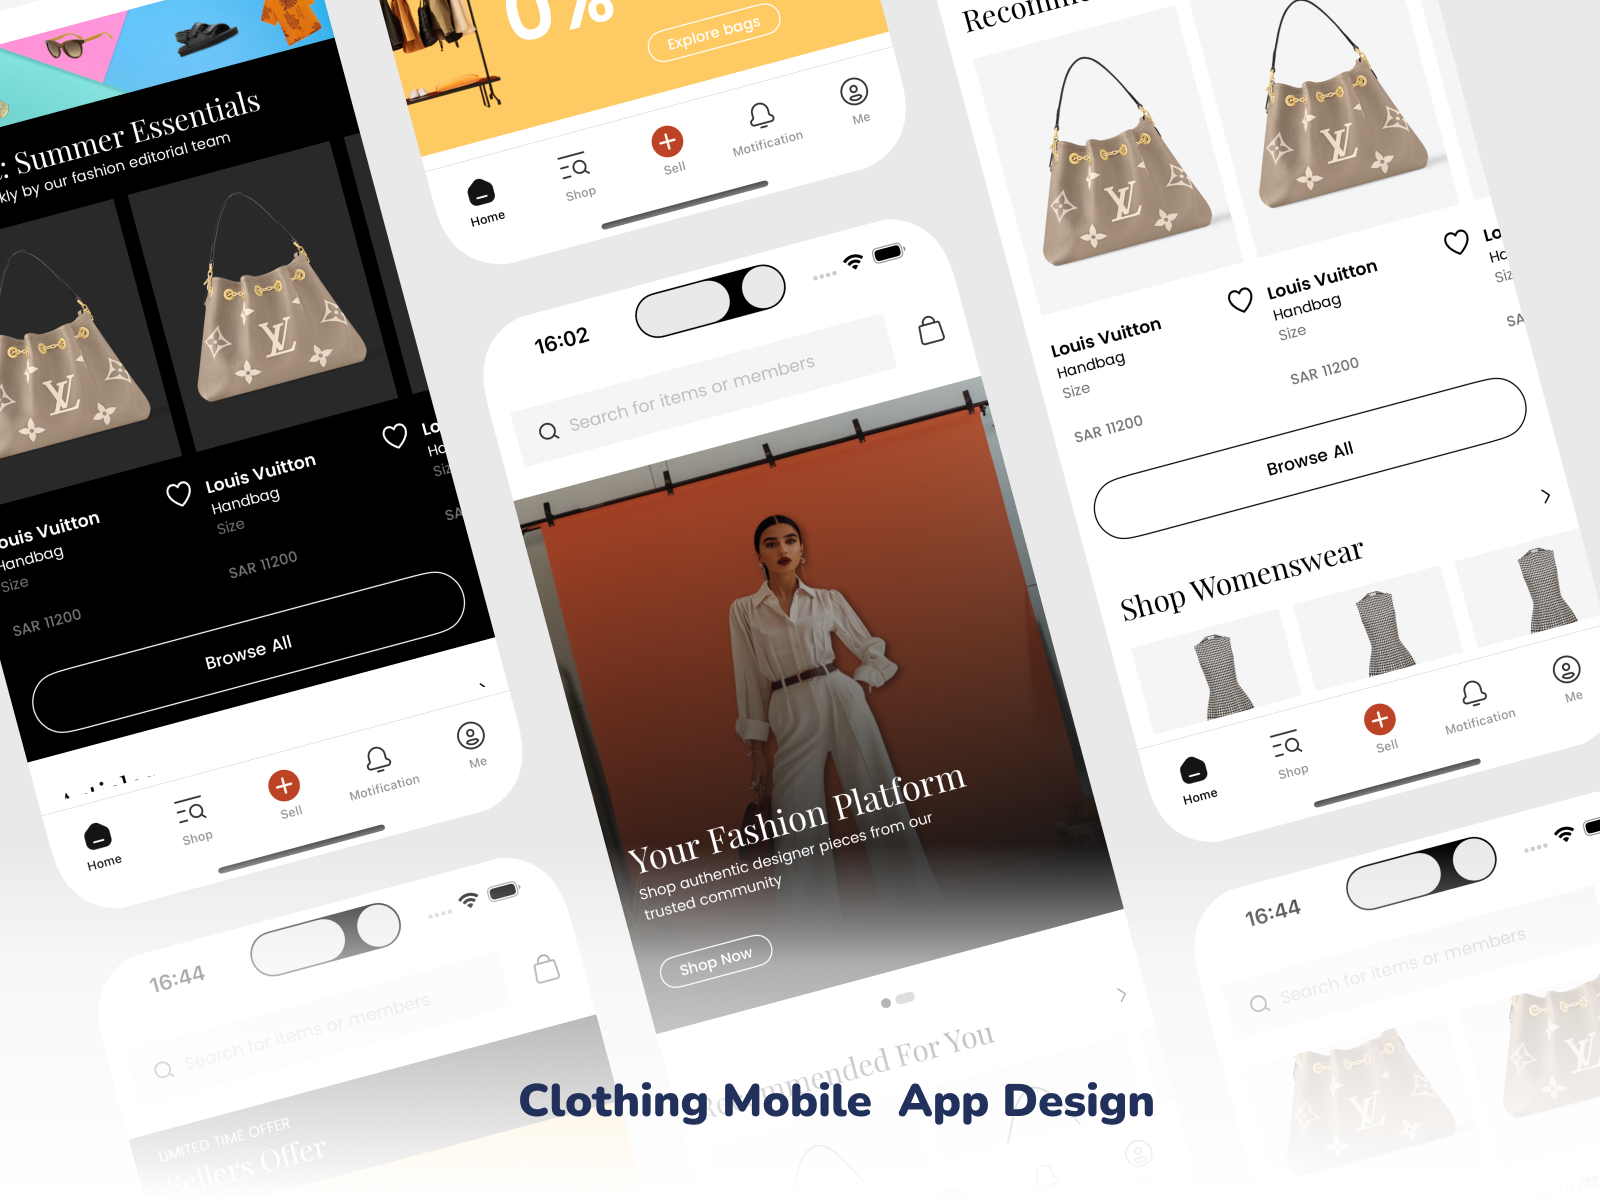 : Summer Essentials
kly by our fashion editorial team
Louis Vuitton
Handbag
Size
SAR 11200
ouis Vuitton
Handbag
Size
SAR 11200
Lo
Ha
Siz
SA
Browse All
Home
Shop
Sell
Motification
Me
16:44
Search for items or members
LIMITED TIME OFFER
Sellers Offer
0%
Explore bags
Home
Shop
Sell
Motification
Me
16:02
Search for items or members
Your Fashion Platform
Shop authentic designer pieces from our
trusted community
Shop Now
Recommended For You
Recomme
Louis Vuitton
Handbag
Size
SAR 11200
Louis Vuitton
Handbag
Size
SAR 11200
Lo
Ha
Siz
SA
Browse All
Shop Womenswear
Home
Shop
Sell
Motification
Me
16:44
Search for items or members
Clothing Mobile App Design